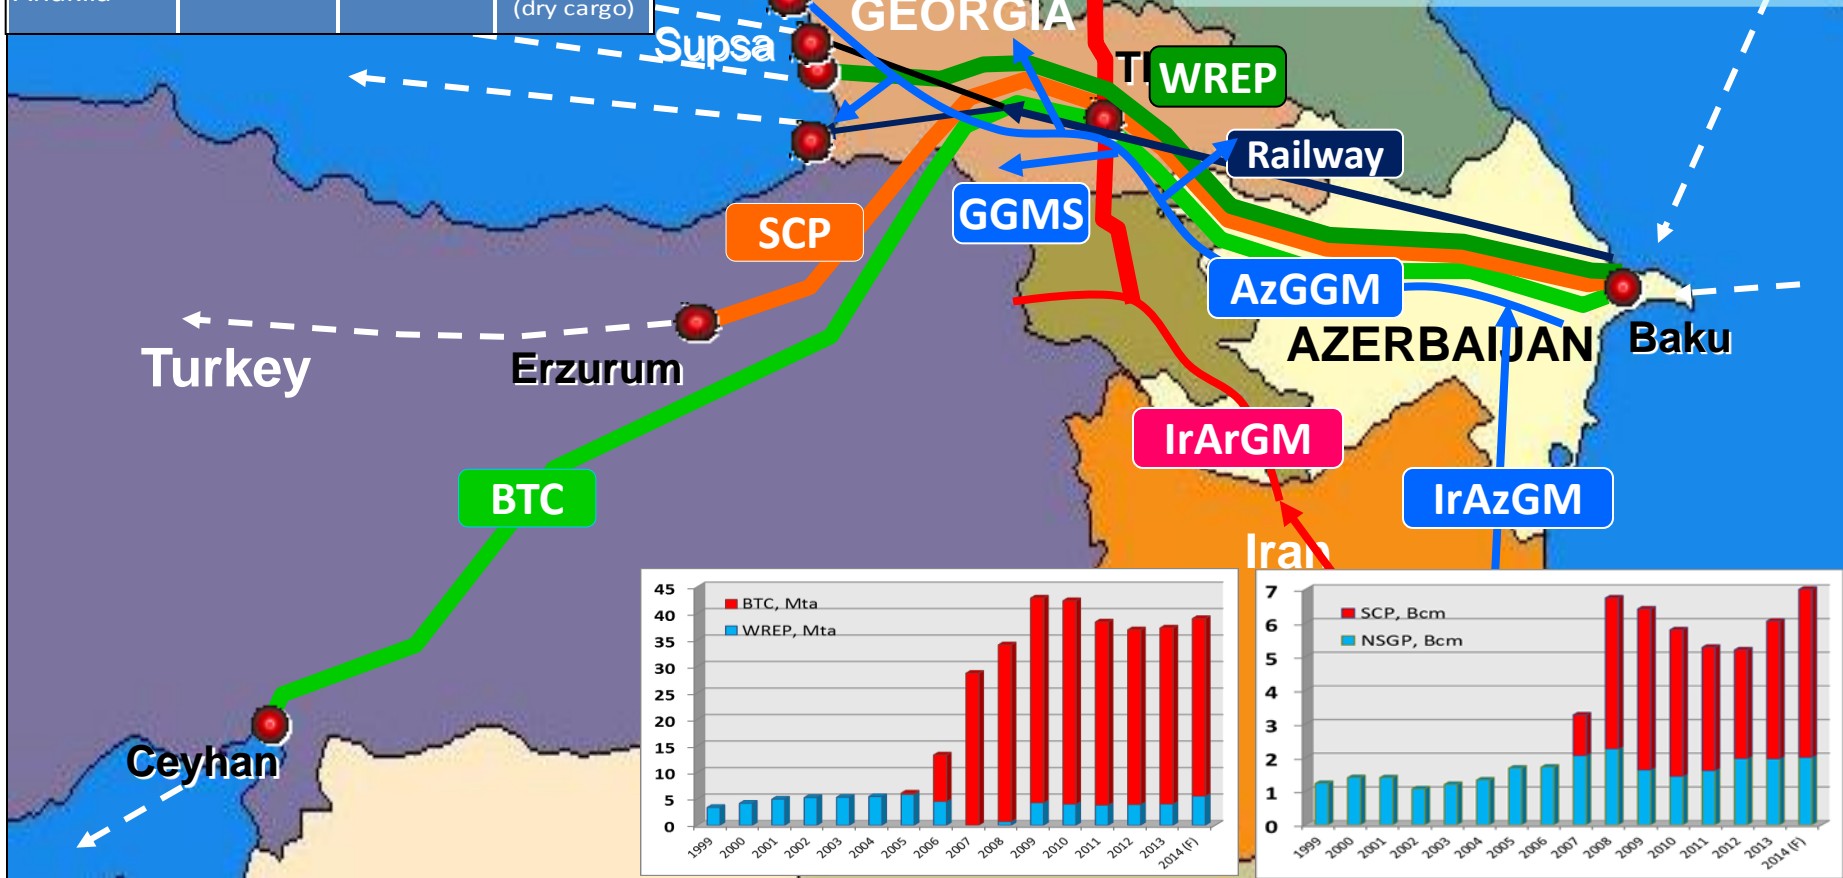 (dry cargo)
GEORGIA
Supsa
WREP
Railway
SCP
GGMS
AzGGM
AZERBAIJAN
Baku
Turkey
Erzurum
IrArGM
BTC
IrAzGM
Iran
Ceyhan
45
40
35
30
25
20
15
10
5
0
BTC, Mta
WREP, Mta
1999
2000
2001
2002
2003
2004
2005
2006
2007
2008
2009
2010
2011
2012
2013
2014 (F)
7
6
5
4
3
2
1
0
SCP, Bcm
NSGP, Bcm
1999
2000
2001
2002
2003
2004
2005
2006
2007
2008
2009
2010
2011
2012
2013
2014 (F)